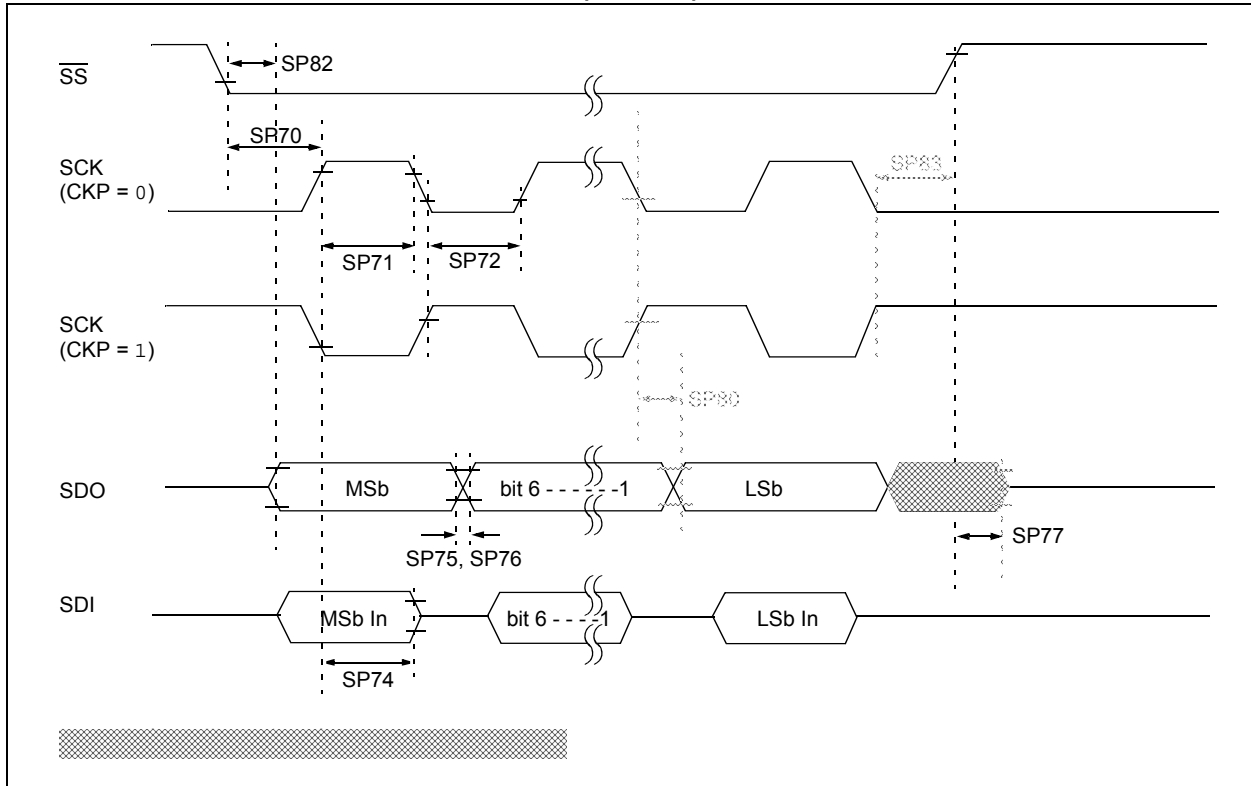 SS
SP82
SP70
SCK
(CKP = 0)
SP83
SP71
SP72
SCK
(CKP = 1)
SP80
SDO
MSb
bit 6 - - - - - -1
LSb
SP75, SP76
SP77
SDI
MSb In
bit 6 - - - -1
LSb In
SP74